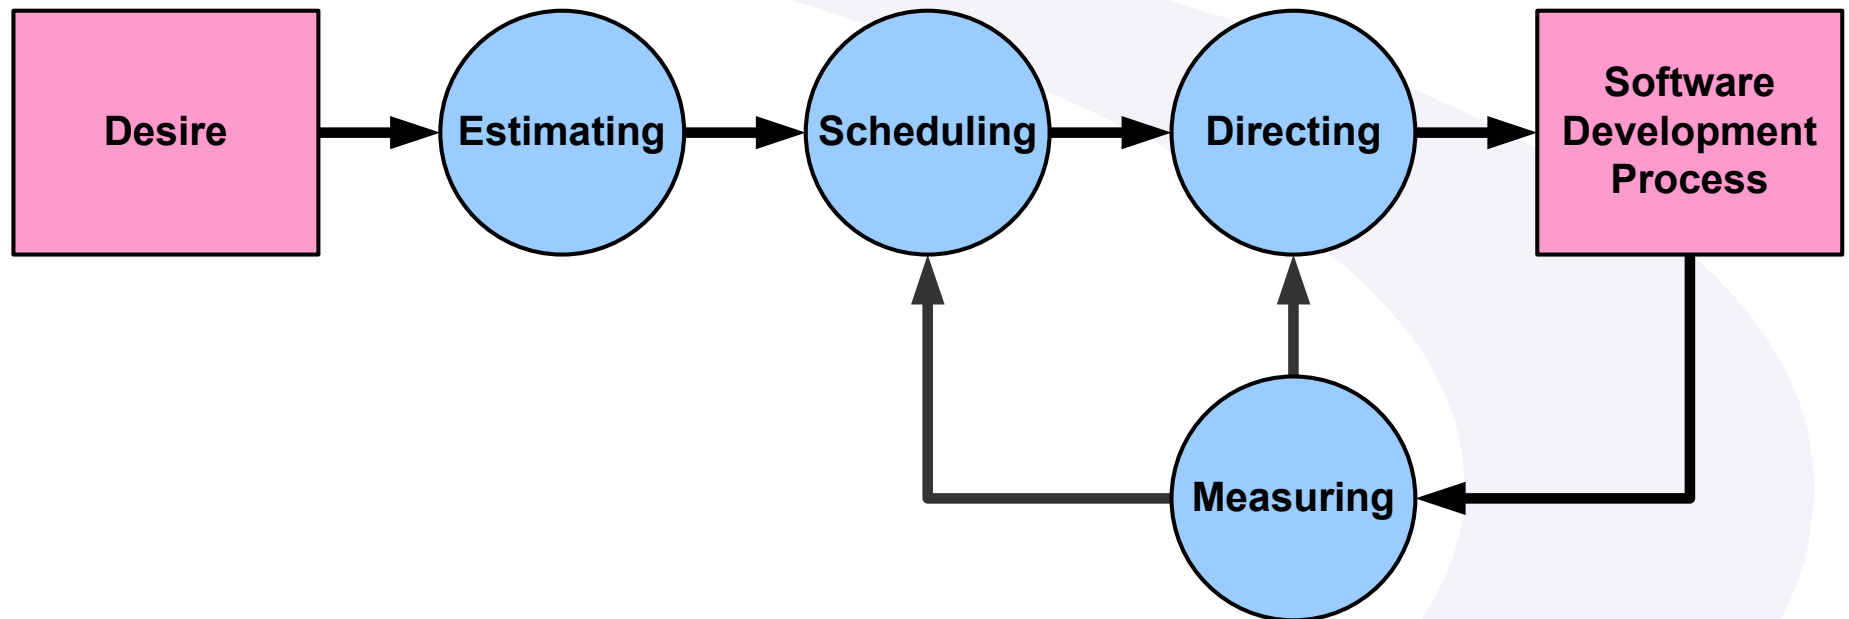 Desire
Estimating
Scheduling
Directing
Software
Development
Process
Measuring